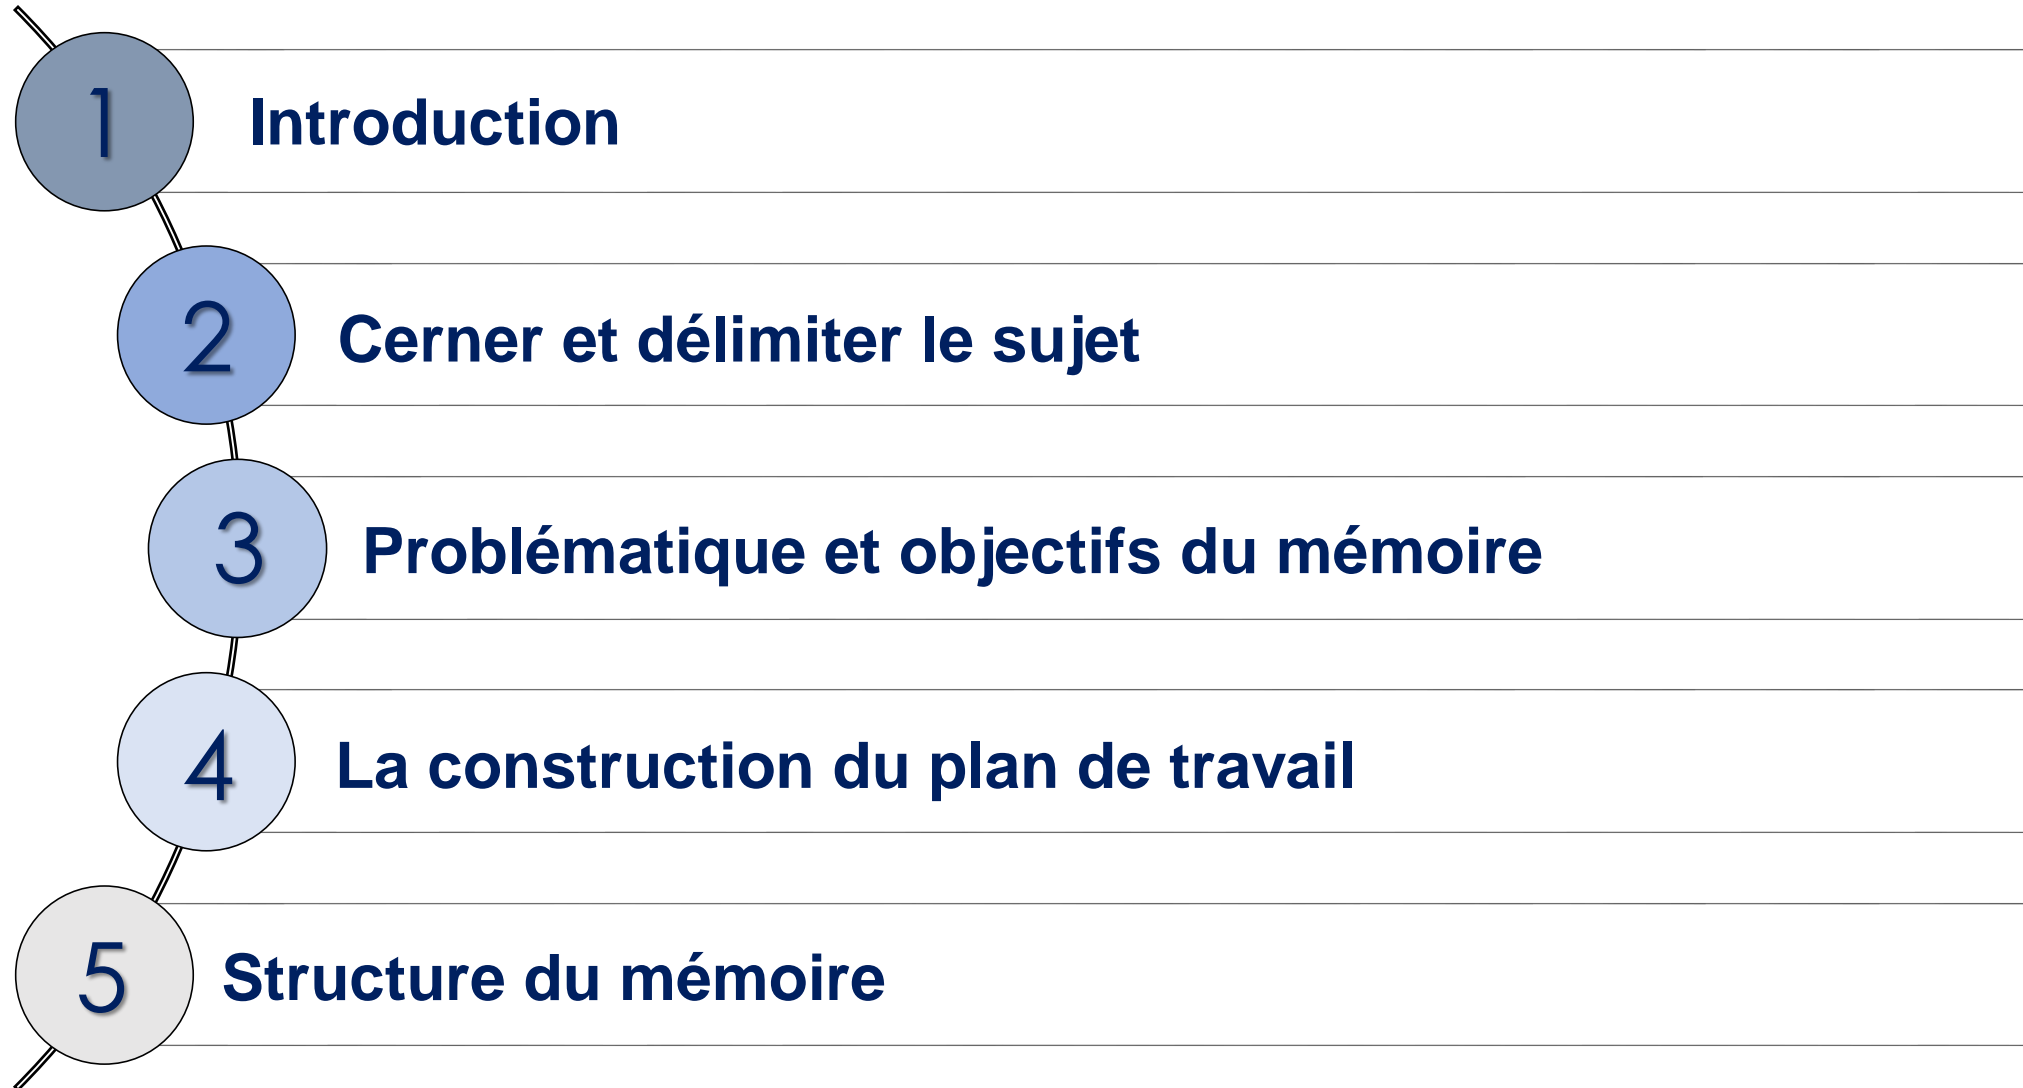 1
Introduction
2
Cerner et délimiter le sujet
3
Problématique et objectifs du mémoire
4
La construction du plan de travail
5
Structure du mémoire